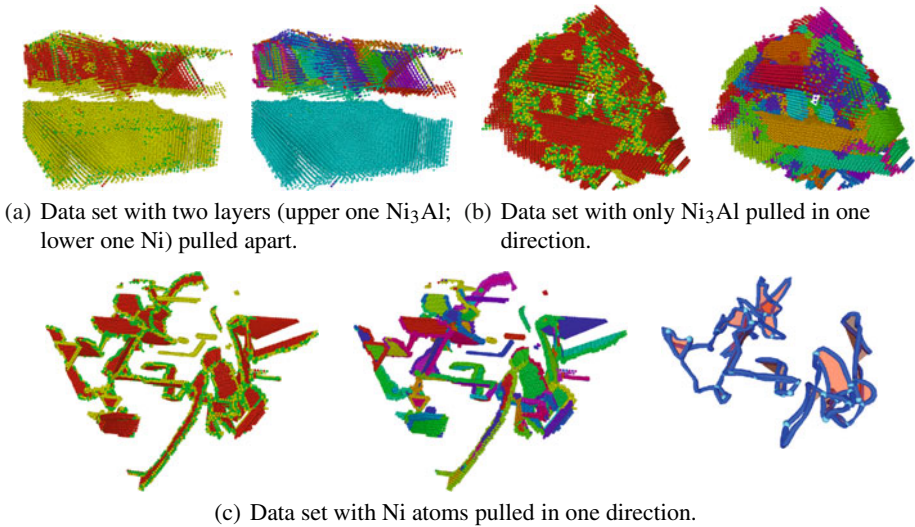 (a) Data set with two layers (upper one Ni₃Al; lower one Ni) pulled apart.
(b) Data set with only Ni₃Al pulled in one direction.
(c) Data set with Ni atoms pulled in one direction.